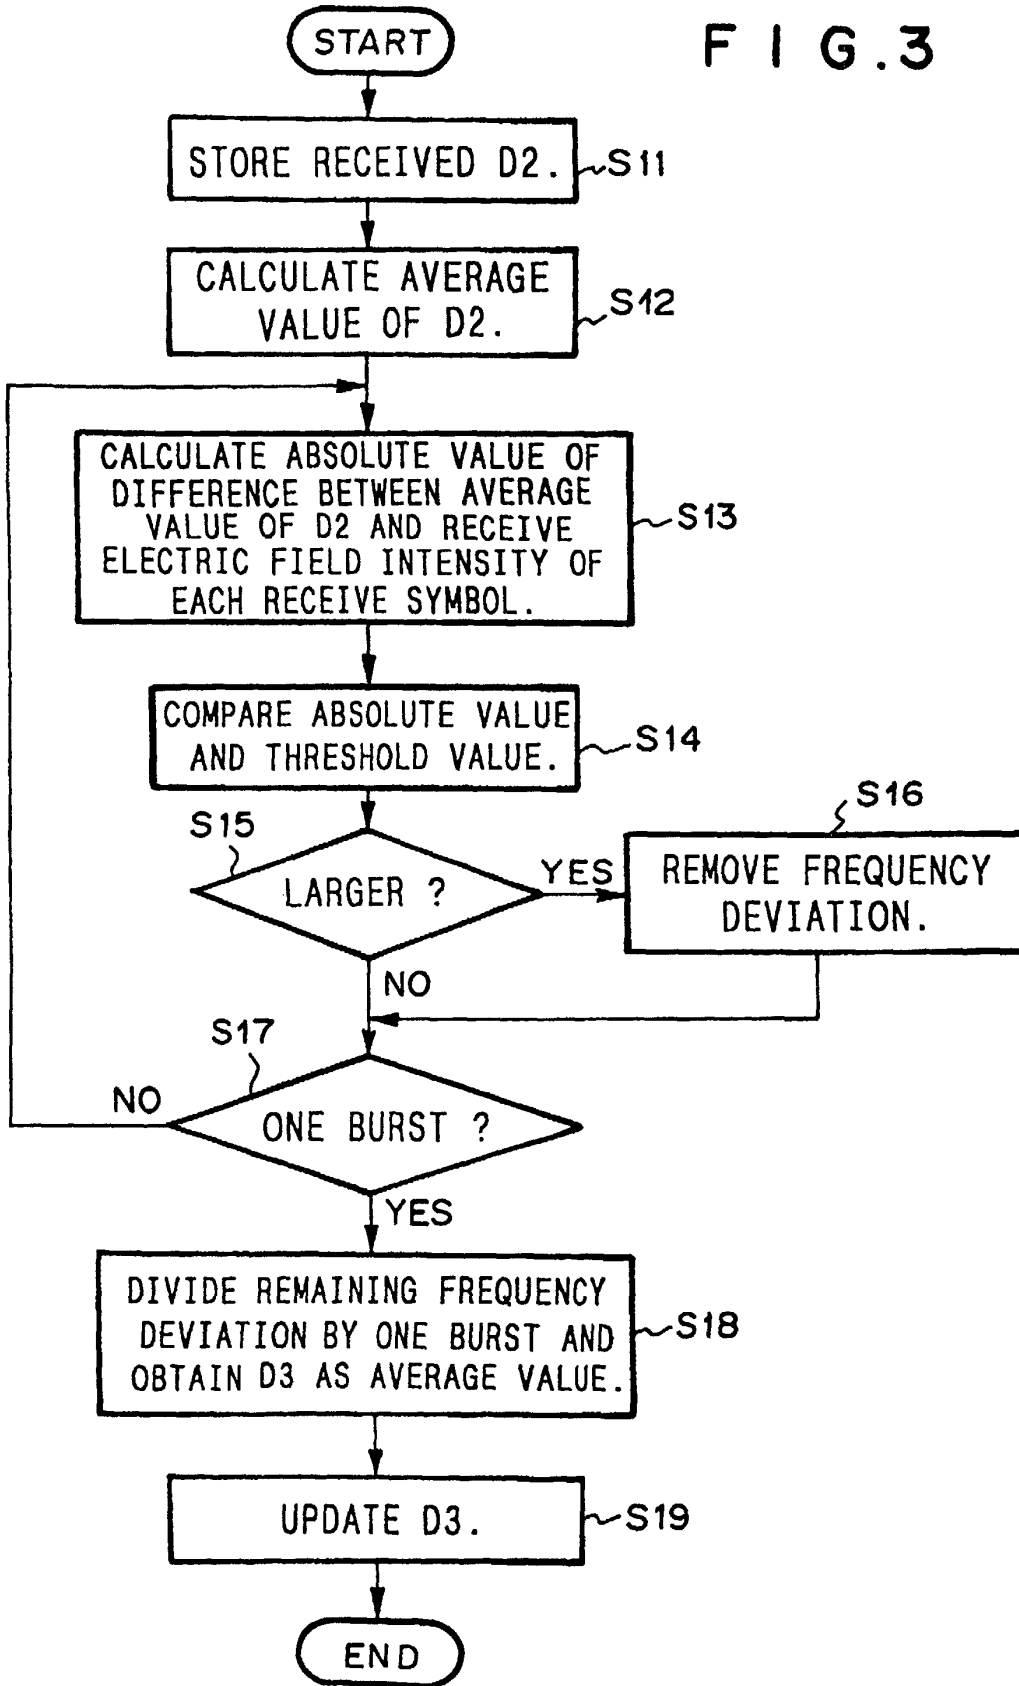 START
F I G.3
STORE RECEIVED D2.
S11
CALCULATE AVERAGE
VALUE OF D2.
S12
CALCULATE ABSOLUTE VALUE OF
DIFFERENCE BETWEEN AVERAGE
VALUE OF D2 AND RECEIVE
ELECTRIC FIELD INTENSITY OF
EACH RECEIVE SYMBOL.
S13
COMPARE ABSOLUTE VALUE
AND THRESHOLD VALUE.
S14
S15
LARGER ?
YES
S16
REMOVE FREQUENCY
DEVIATION.
NO
S17
NO
ONE BURST ?
YES
DIVIDE REMAINING FREQUENCY
DEVIATION BY ONE BURST AND
OBTAIN D3 AS AVERAGE VALUE.
S18
UPDATE D3.
S19
END